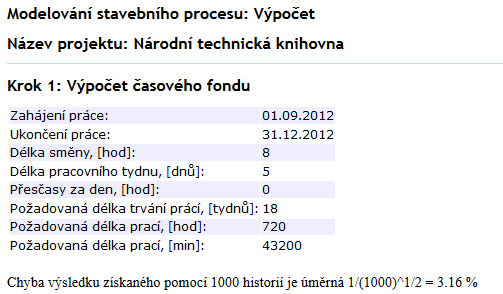 Modelování stavebního procesu: Výpočet
Název projektu: Národní technická knihovna
Krok 1: Výpočet časového fondu
Zahájení práce: 01.09.2012
Ukončení práce: 31.12.2012
Délka směny, [hod]: 8
Délka pracovního tydnu, [dnů]: 5
Přesčasy za den, [hod]: 0
Požadovaná délka trvání prácí, [tydnů]: 18
Požadovaná délka prací, [hod]: 720
Požadovaná délka prací, [min]: 43200
Chyba výsledku získaného pomocí 1000 historií je úměrná 1/(1000)^1/2 = 3.16 %